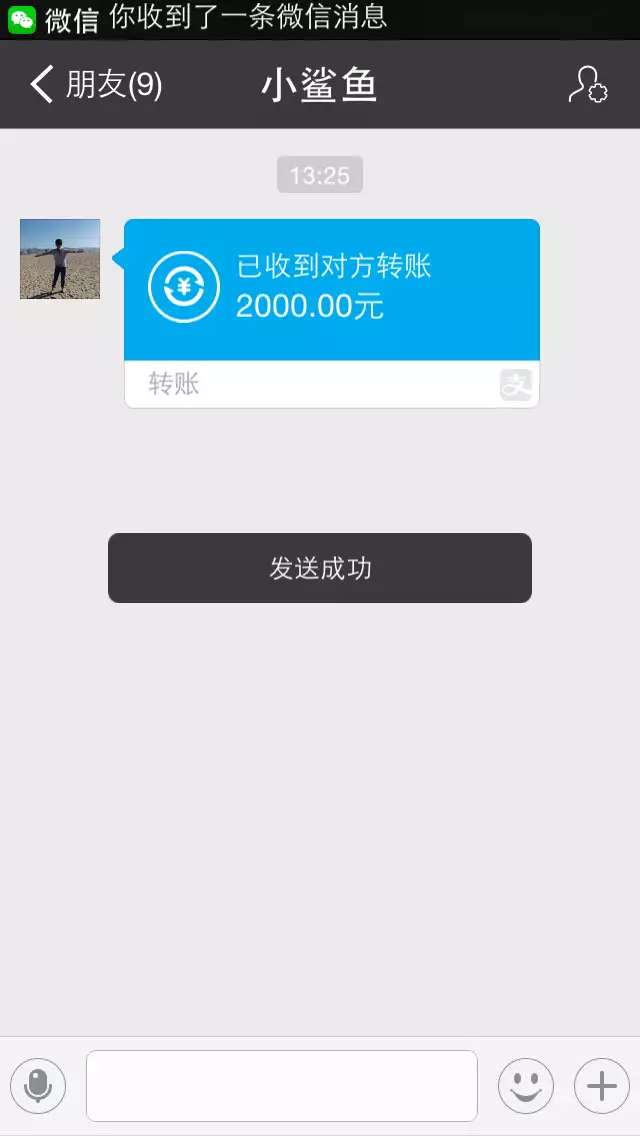 微信 你收到了一条微信消息
朋友(9) 小鲨鱼
13:25
已收到对方转账
2000.00元
转账
支
发送成功